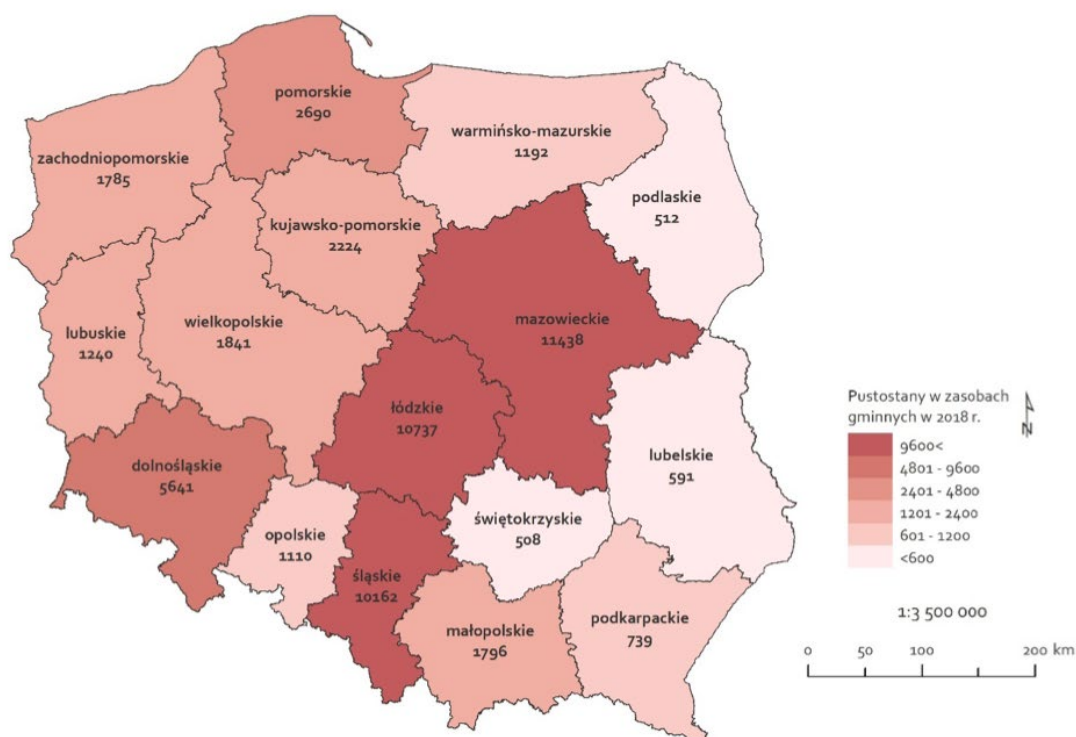 pomorskie
2690
warmińsko-mazurskie
1192
zachodniopomorskie
1785
podlaskie
512
kujawsko-pomorskie
2224
mazowieckie
11438
lubuskie
1240
wielkopolskie
1841
łódzkie
10737
dolnośląskie
5641
lubelskie
591
świętokrzyskie
508
opolskie
1110
śląskie
10162
małopolskie
1796
podkarpackie
739
Pustostany w zasobach
gminnych w 2018 r.
N
9600<
4801 - 9600
2401 - 4800
1201 - 2400
601 - 1200
<600
1:3 500 000
0 50 100 200 km